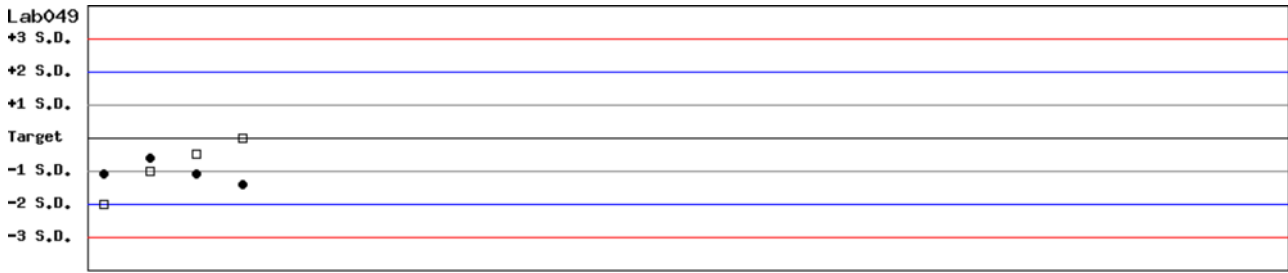 Lab049
+3 S.D.
+2 S.D.
+1 S.D.
Target
-1 S.D.
-2 S.D.
-3 S.D.